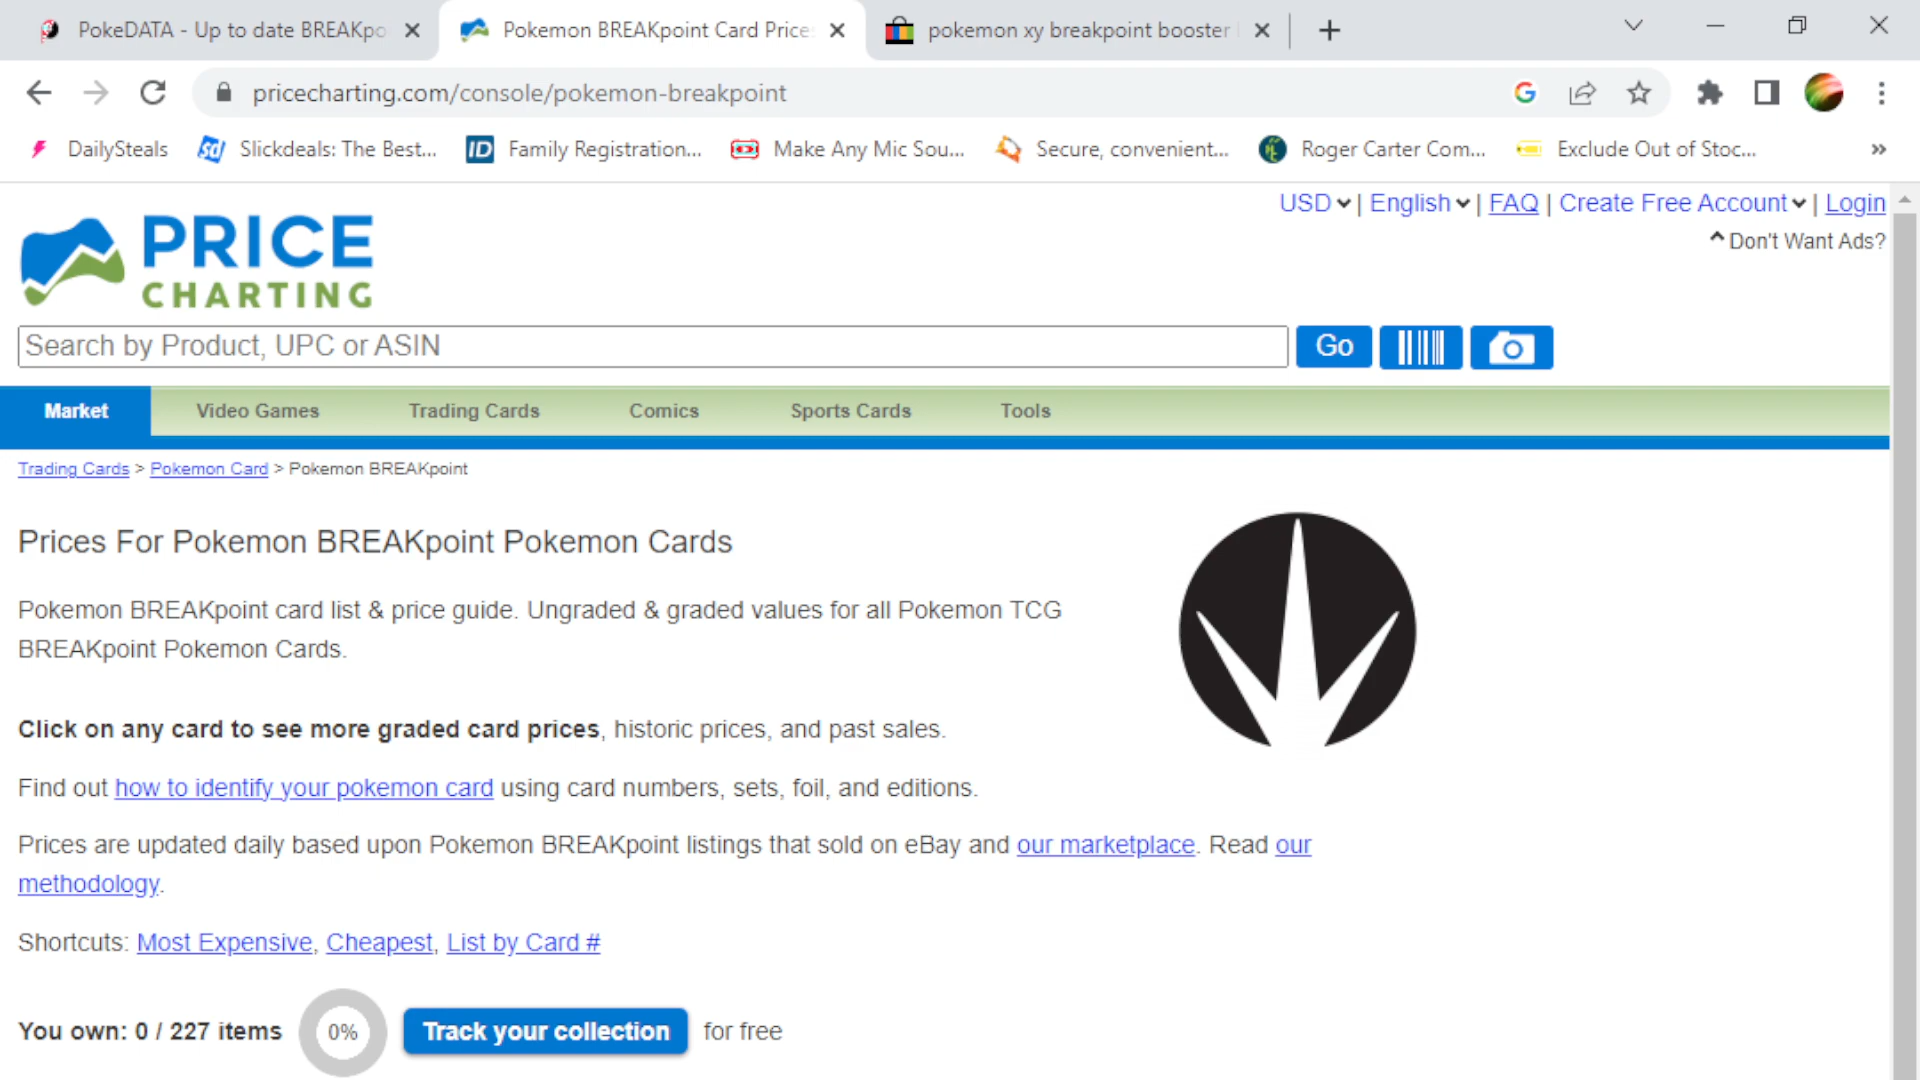 PokeDATA - Up to date BREAKpo
Pokemon BREAKpoint Card Price
pokemon xy breakpoint booster
pricecharting.com/console/pokemon-breakpoint
DailySteals
Slickdeals: The Best...
ID Family Registration...
Make Any Mic Sou...
Secure, convenient...
Roger Carter Com...
Exclude Out of Stoc...
USD | English | FAQ | Create Free Account | Login
Don't Want Ads?
PRICE
CHARTING
Search by Product, UPC or ASIN
Go
Market Video Games Trading Cards Comics Sports Cards Tools
Trading Cards > Pokemon Card > Pokemon BREAKpoint
Prices For Pokemon BREAKpoint Pokemon Cards
Pokemon BREAKpoint card list & price guide. Ungraded & graded values for all Pokemon TCG
BREAKpoint Pokemon Cards.
Click on any card to see more graded card prices, historic prices, and past sales.
Find out how to identify your pokemon card using card numbers, sets, foil, and editions.
Prices are updated daily based upon Pokemon BREAKpoint listings that sold on eBay and our marketplace. Read our
methodology.
Shortcuts: Most Expensive, Cheapest, List by Card #
You own: 0 / 227 items 0% Track your collection for free